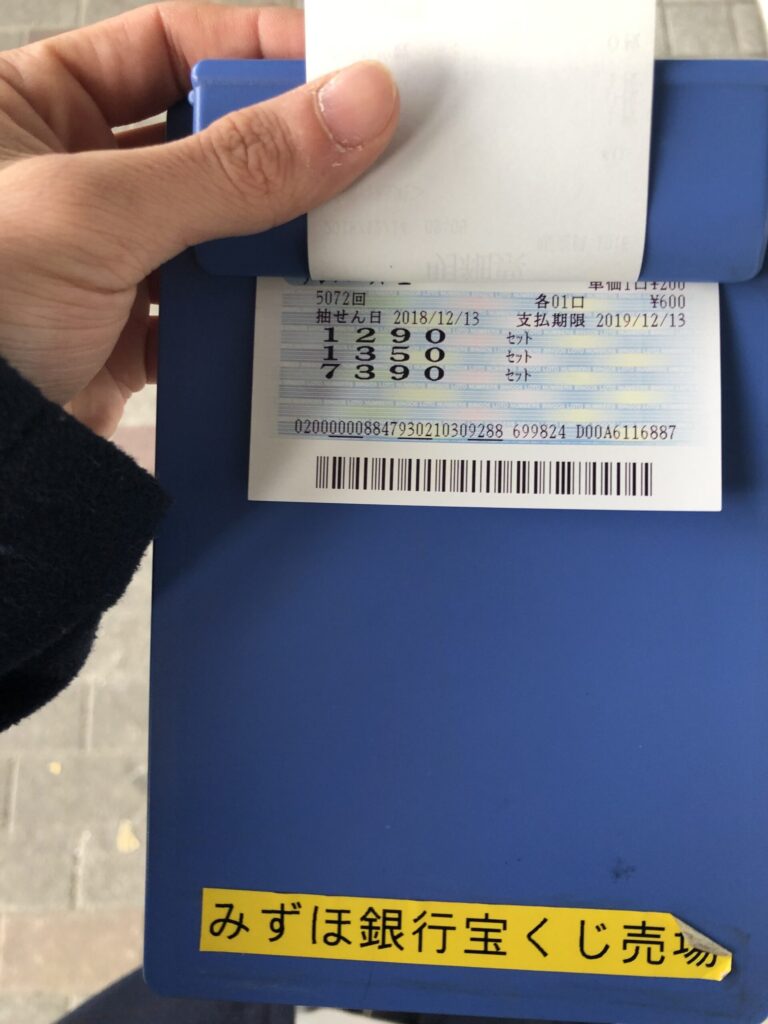 単価1口¥200
5072回 各01口 ¥600
抽せん日 2018/12/13 支払期限 2019/12/13
1290 セット
1350 セット
7390 セット
020000008847930210309288 699824 D00A6116887
みずほ銀行宝くじ売場